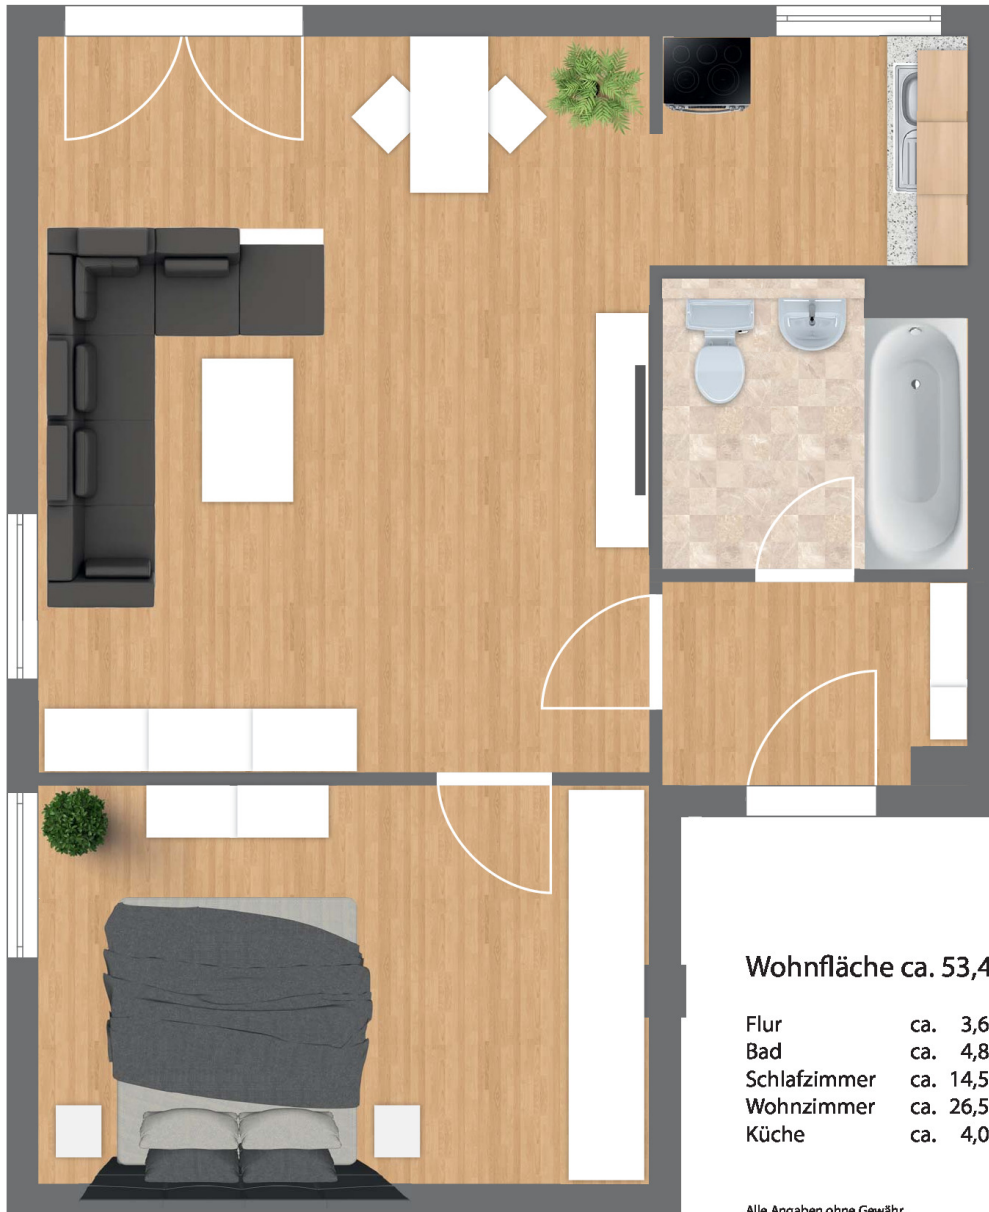 Wohnfläche ca. 53,4
Flur ca. 3,6
Bad ca. 4,8
Schlafzimmer ca. 14,5
Wohnzimmer ca. 26,5
Küche ca. 4,0
Alle Angaben ohne Gewähr